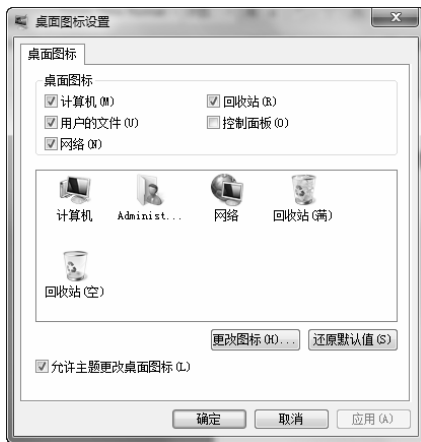 桌面图标设置
桌面图标
桌面图标
计算机(M) 回收站(R)
用户的文件(U) 控制面板(O)
网络(N)
计算机 Administ... 网络 回收站(满)
回收站(空)
更改图标(H)... 还原默认值(S)
允许主题更改桌面图标(L)
确定 取消 应用(A)